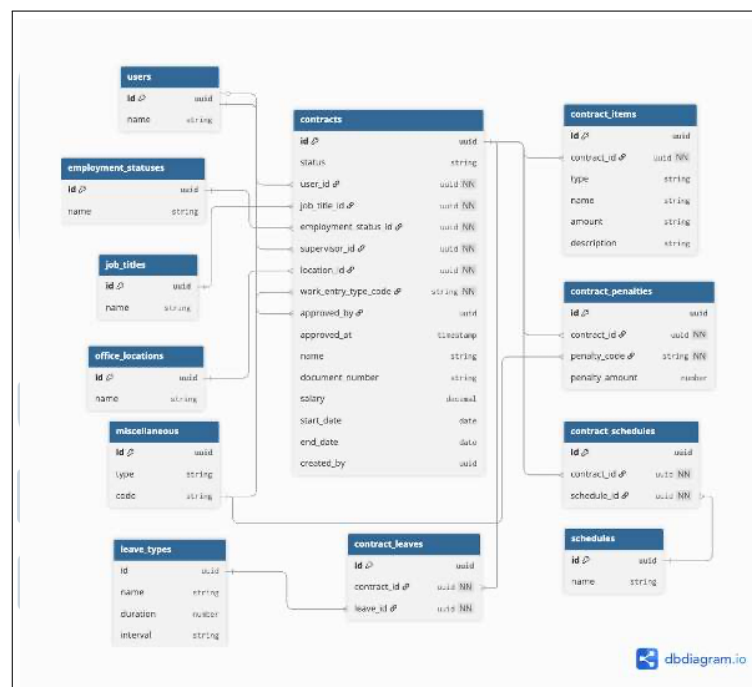 users
id uuid
name string
employment_statuses
id uuid
name string
job_titles
id uuid
name string
office_locations
id uuid
name string
miscellaneous
id uuid
type string
code string
leave_types
id uuid
name string
duration number
interval string
contracts
id uuid
status string
user_id uuid NN
job_title_id uuid NN
employment_status_id uuid NN
supervisor_id uuid NN
location_id uuid NN
work_entry_type_code string NN
approved_by uuid
approved_at timestamp
name string
document_number string
salary decimal
start_date date
end_date date
created_by uuid
contract_leaves
id uuid
contract_id uuid NN
leave_id uuid NN
contract_items
id uuid
contract_id uuid NN
type string
name string
amount string
description string
contract_penalties
id uuid
contract_id uuid NN
penalty_code string NN
penalty_amount number
contract_schedules
id uuid
contract_id uuid NN
schedule_id uuid NN
schedules
id uuid
name string
dbdiagram.io